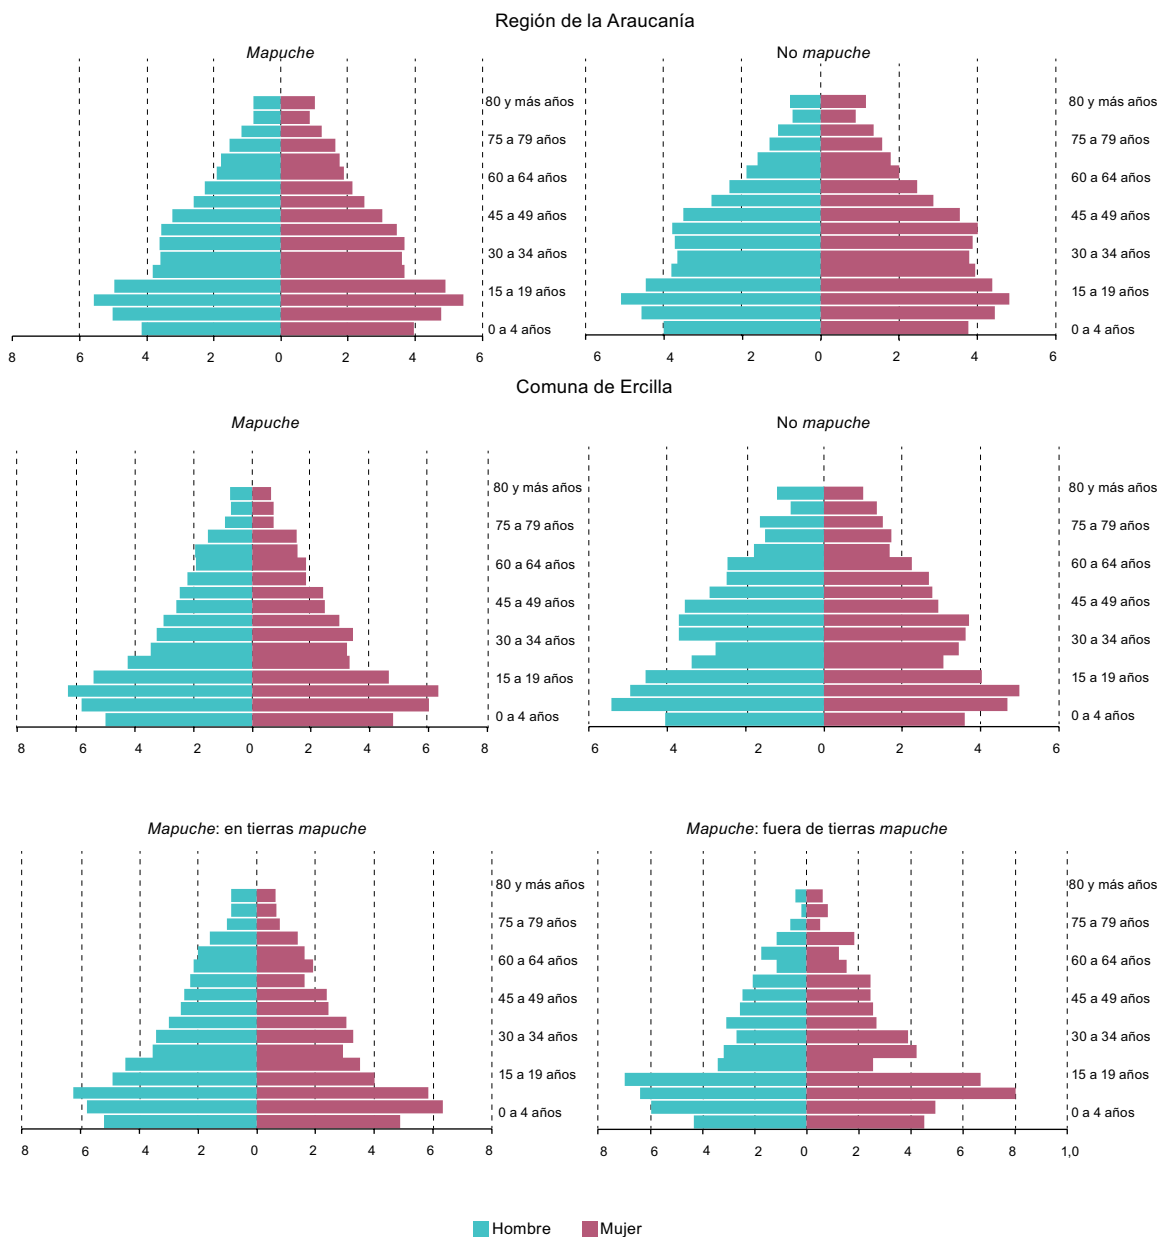 Región de la Araucanía
Mapuche
No mapuche
80 y más años
75 a 79 años
60 a 64 años
45 a 49 años
30 a 34 años
15 a 19 años
0 a 4 años
8 6 4 2 0 2 4 6
80 y más años
75 a 79 años
60 a 64 años
45 a 49 años
30 a 34 años
15 a 19 años
0 a 4 años
6 4 2 0 2 4 6
Comuna de Ercilla
Mapuche
No mapuche
80 y más años
75 a 79 años
60 a 64 años
45 a 49 años
30 a 34 años
15 a 19 años
0 a 4 años
8 6 4 2 0 2 4 6 8
80 y más años
75 a 79 años
60 a 64 años
45 a 49 años
30 a 34 años
15 a 19 años
0 a 4 años
6 4 2 0 2 4 6
Mapuche: en tierras mapuche
Mapuche: fuera de tierras mapuche
80 y más años
75 a 79 años
60 a 64 años
45 a 49 años
30 a 34 años
15 a 19 años
0 a 4 años
8 6 4 2 0 2 4 6 8
80 y más años
75 a 79 años
60 a 64 años
45 a 49 años
30 a 34 años
15 a 19 años
0 a 4 años
8 6 4 2 0 2 4 6 8 1,0
Hombre Mujer